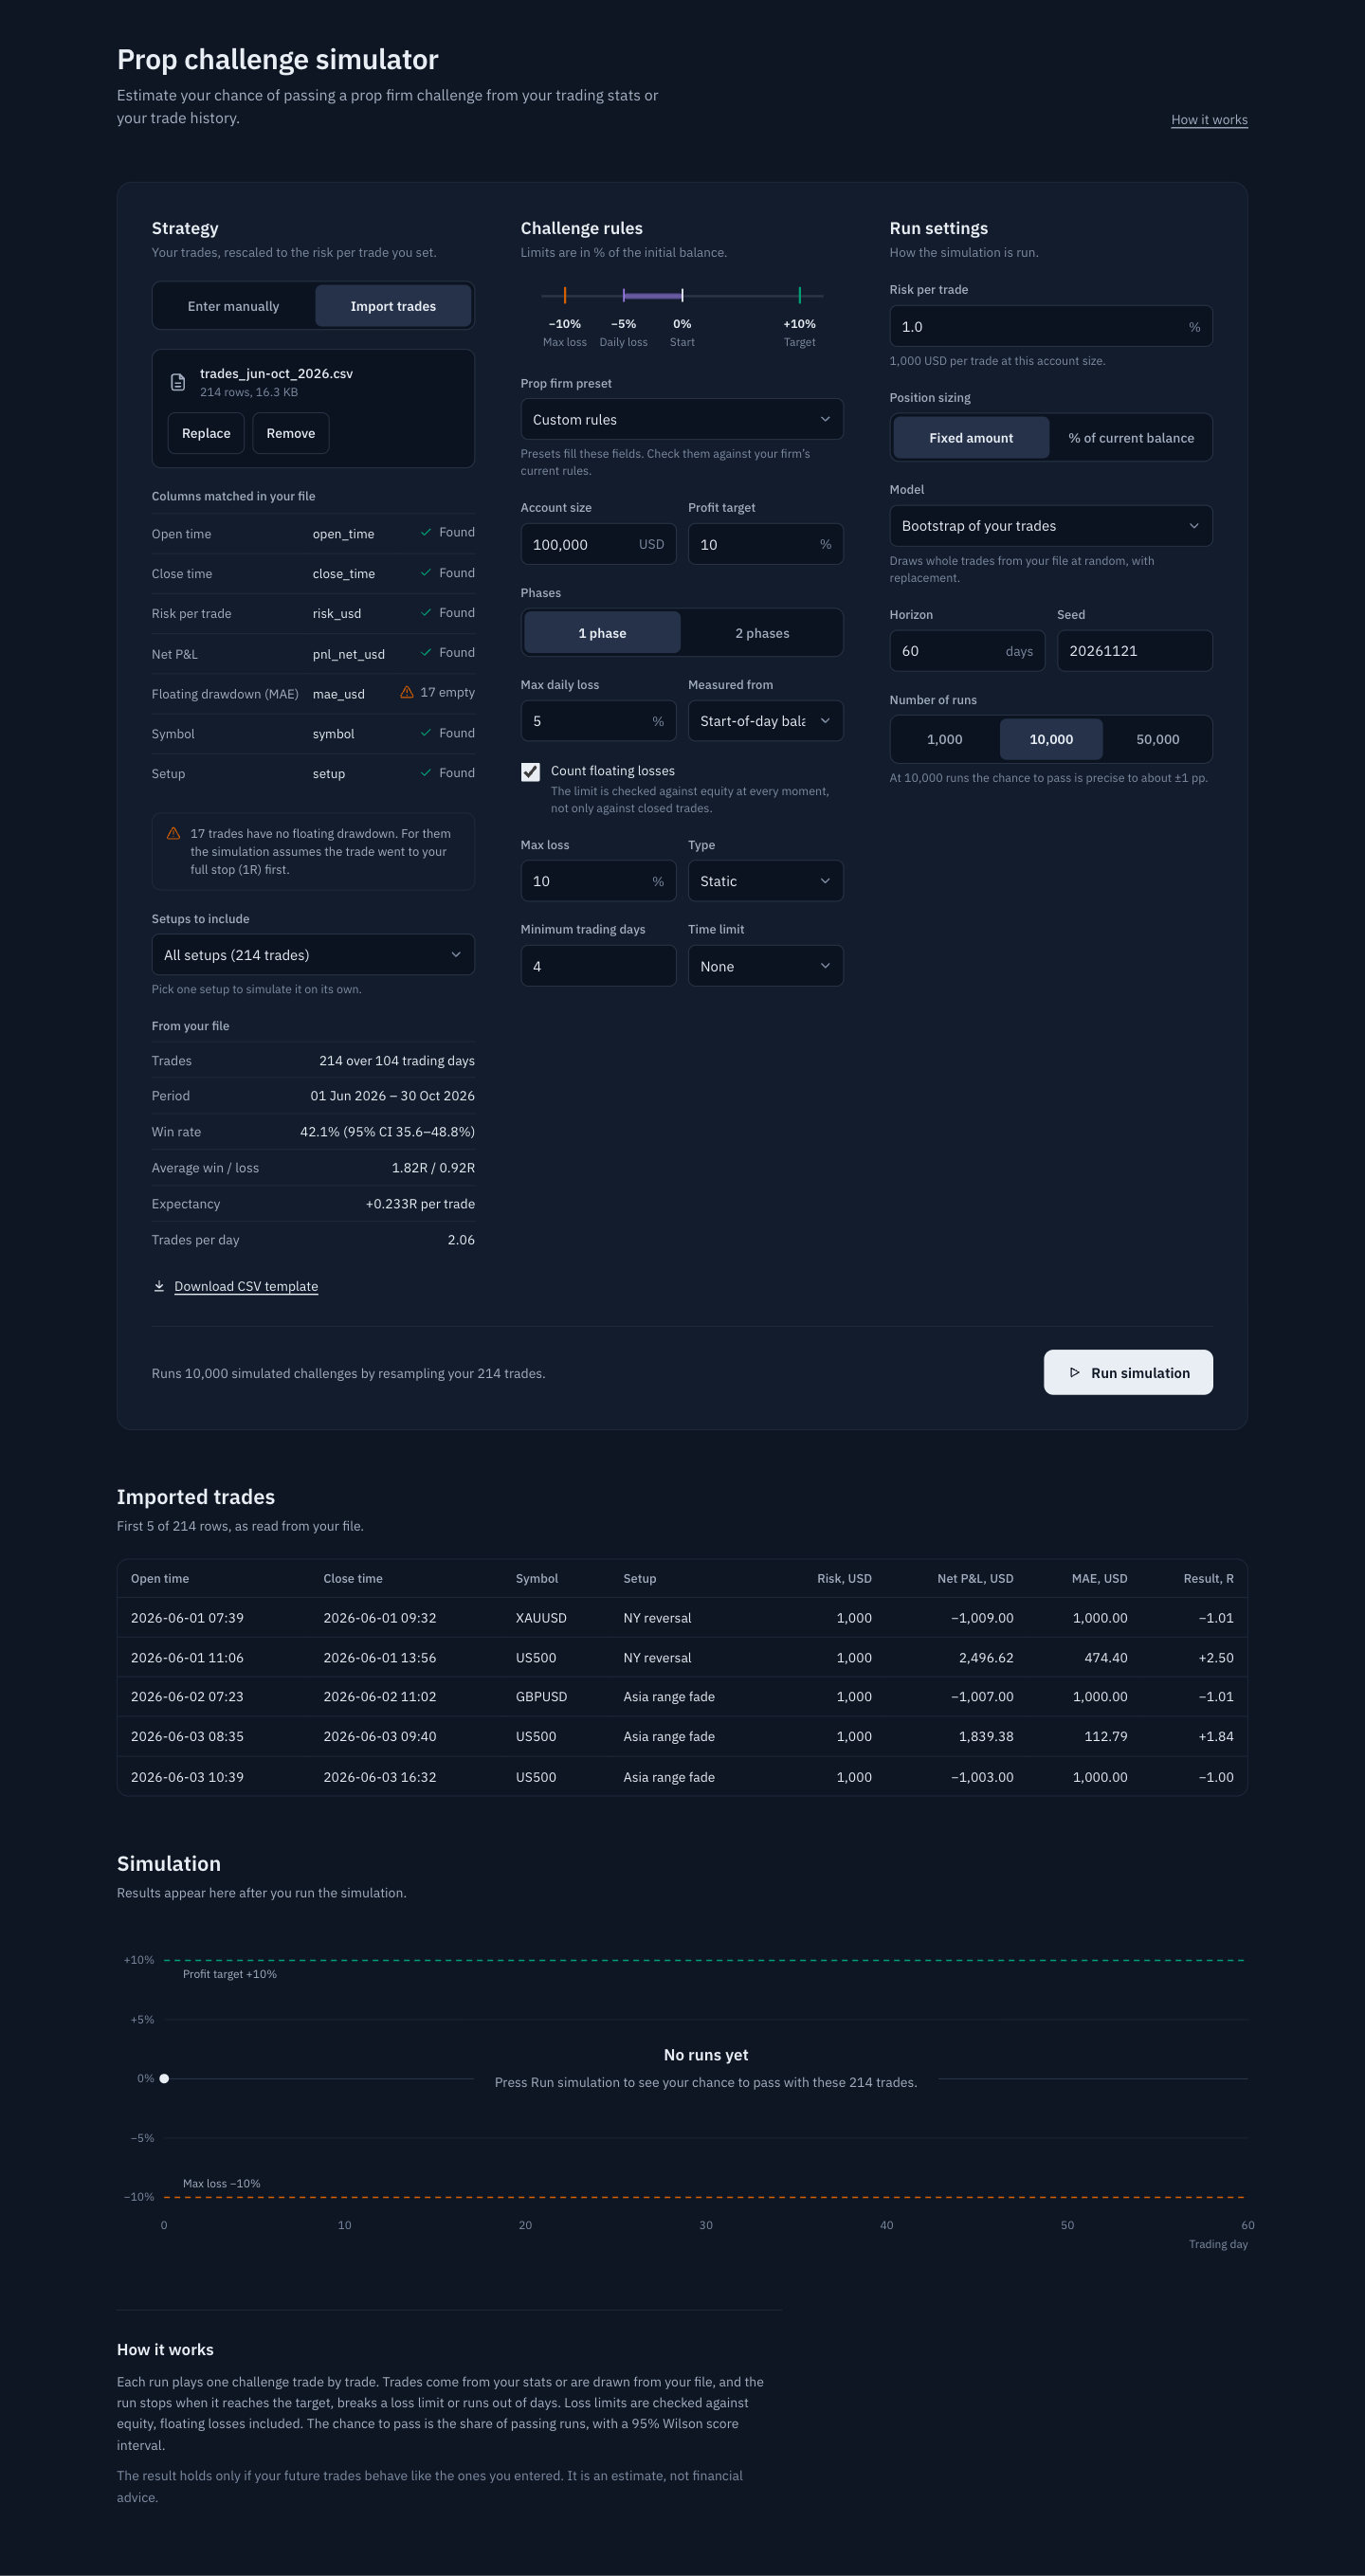 Prop challenge simulator
Estimate your chance of passing a prop firm challenge from your trading stats or
your trade history.
How it works
Strategy
Your trades, rescaled to the risk per trade you set.
Enter manually
Import trades
trades_jun-oct_2026.csv
214 rows, 16.3 KB
Replace
Remove
Columns matched in your file
Open time open_time Found
Close time close_time Found
Risk per trade risk_usd Found
Net P&L pnl_net_usd Found
Floating drawdown (MAE) mae_usd 17 empty
Symbol symbol Found
Setup setup Found
17 trades have no floating drawdown. For them
the simulation assumes the trade went to your
full stop (1R) first.
Setups to include
All setups (214 trades)
Pick one setup to simulate it on its own.
From your file
Trades 214 over 104 trading days
Period 01 Jun 2026 – 30 Oct 2026
Win rate 42.1% (95% CI 35.6–48.8%)
Average win / loss 1.82R / 0.92R
Expectancy +0.233R per trade
Trades per day 2.06
Download CSV template
Challenge rules
Limits are in % of the initial balance.
−10% −5% 0% +10%
Max loss Daily loss Start Target
Prop firm preset
Custom rules
Presets fill these fields. Check them against your firm's
current rules.
Account size Profit target
100,000 USD 10 %
Phases
1 phase 2 phases
Max daily loss Measured from
5 % Start-of-day bala
Count floating losses
The limit is checked against equity at every moment,
not only against closed trades.
Max loss Type
10 % Static
Minimum trading days Time limit
4 None
Run settings
How the simulation is run.
Risk per trade
1.0 %
1,000 USD per trade at this account size.
Position sizing
Fixed amount % of current balance
Model
Bootstrap of your trades
Draws whole trades from your file at random, with
replacement.
Horizon Seed
60 days 20261121
Number of runs
1,000 10,000 50,000
At 10,000 runs the chance to pass is precise to about ±1 pp.
Runs 10,000 simulated challenges by resampling your 214 trades.
Run simulation
Imported trades
First 5 of 214 rows, as read from your file.
Open time Close time Symbol Setup Risk, USD Net P&L, USD MAE, USD Result, R
2026-06-01 07:39 2026-06-01 09:32 XAUUSD NY reversal 1,000 −1,009.00 1,000.00 −1.01
2026-06-01 11:06 2026-06-01 13:56 US500 NY reversal 1,000 2,496.62 474.40 +2.50
2026-06-02 07:23 2026-06-02 11:02 GBPUSD Asia range fade 1,000 −1,007.00 1,000.00 −1.01
2026-06-03 08:35 2026-06-03 09:40 US500 Asia range fade 1,000 1,839.38 112.79 +1.84
2026-06-03 10:39 2026-06-03 16:32 US500 Asia range fade 1,000 −1,003.00 1,000.00 −1.00
Simulation
Results appear here after you run the simulation.
+10%
Profit target +10%
+5%
No runs yet
0%
Press Run simulation to see your chance to pass with these 214 trades.
−5%
Max loss −10%
−10%
0 10 20 30 40 50 60
Trading day
How it works
Each run plays one challenge trade by trade. Trades come from your stats or are drawn from your file, and the
run stops when it reaches the target, breaks a loss limit or runs out of days. Loss limits are checked against
equity, floating losses included. The chance to pass is the share of passing runs, with a 95% Wilson score
interval.
The result holds only if your future trades behave like the ones you entered. It is an estimate, not financial
advice.